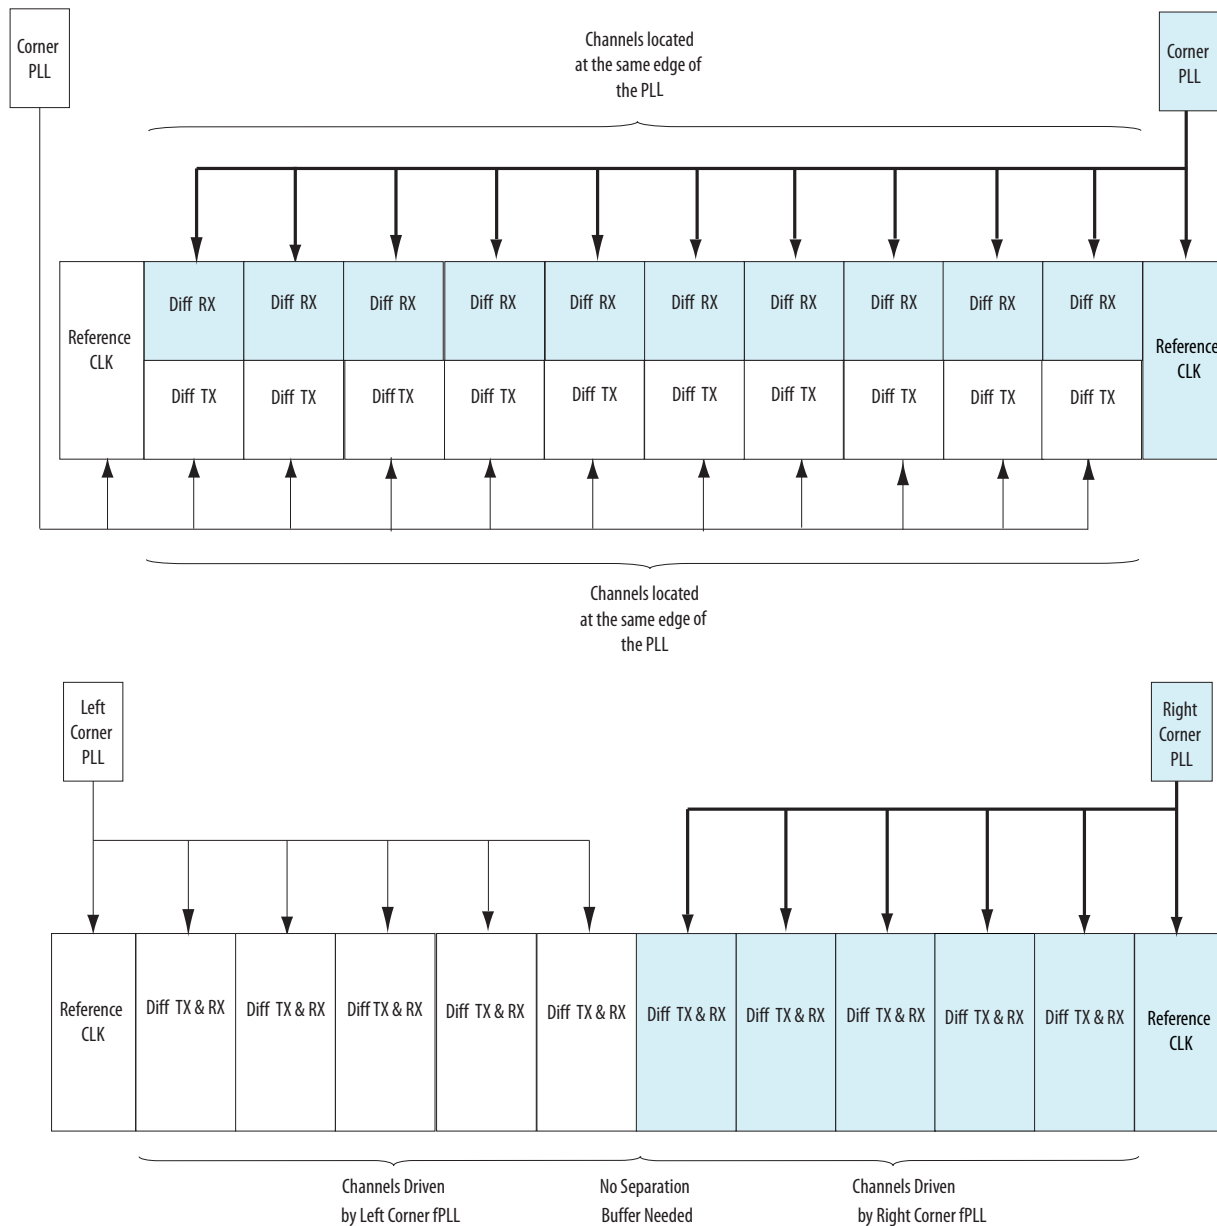 Corner
PLL
Channels located
at the same edge of
the PLL
Corner
PLL
Reference
CLK
Diff RX
Diff RX
Diff RX
Diff RX
Diff RX
Diff RX
Diff RX
Diff RX
Diff RX
Diff RX
Reference
CLK
Diff TX
Diff TX
Diff TX
Diff TX
Diff TX
Diff TX
Diff TX
Diff TX
Diff TX
Diff TX
Channels located
at the same edge of
the PLL
Left
Corner
PLL
Right
Corner
PLL
Reference
CLK
Diff TX & RX
Diff TX & RX
Diff TX & RX
Diff TX & RX
Diff TX & RX
Diff TX & RX
Diff TX & RX
Diff TX & RX
Diff TX & RX
Diff TX & RX
Reference
CLK
Channels Driven
by Left Corner fPLL
No Separation
Buffer Needed
Channels Driven
by Right Corner fPLL